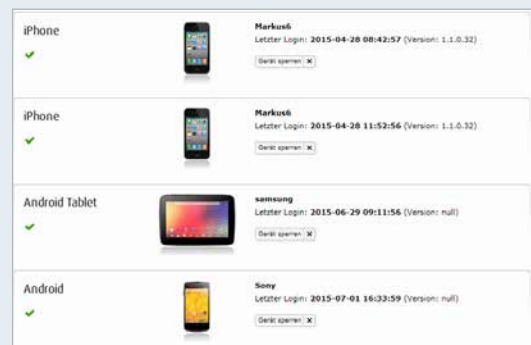 iPhone
Markus6
Letzter Login: 2015-04-28 08:42:57 (Version: 1.1.0.32)
Gerät sperren x
iPhone
Markus6
Letzter Login: 2015-04-28 11:52:56 (Version: 1.1.0.32)
Gerät sperren x
Android Tablet
samsung
Letzter Login: 2015-06-29 09:11:56 (Version: null)
Gerät sperren x
Android
Sony
Letzter Login: 2015-07-01 16:33:59 (Version: null)
Gerät sperren x